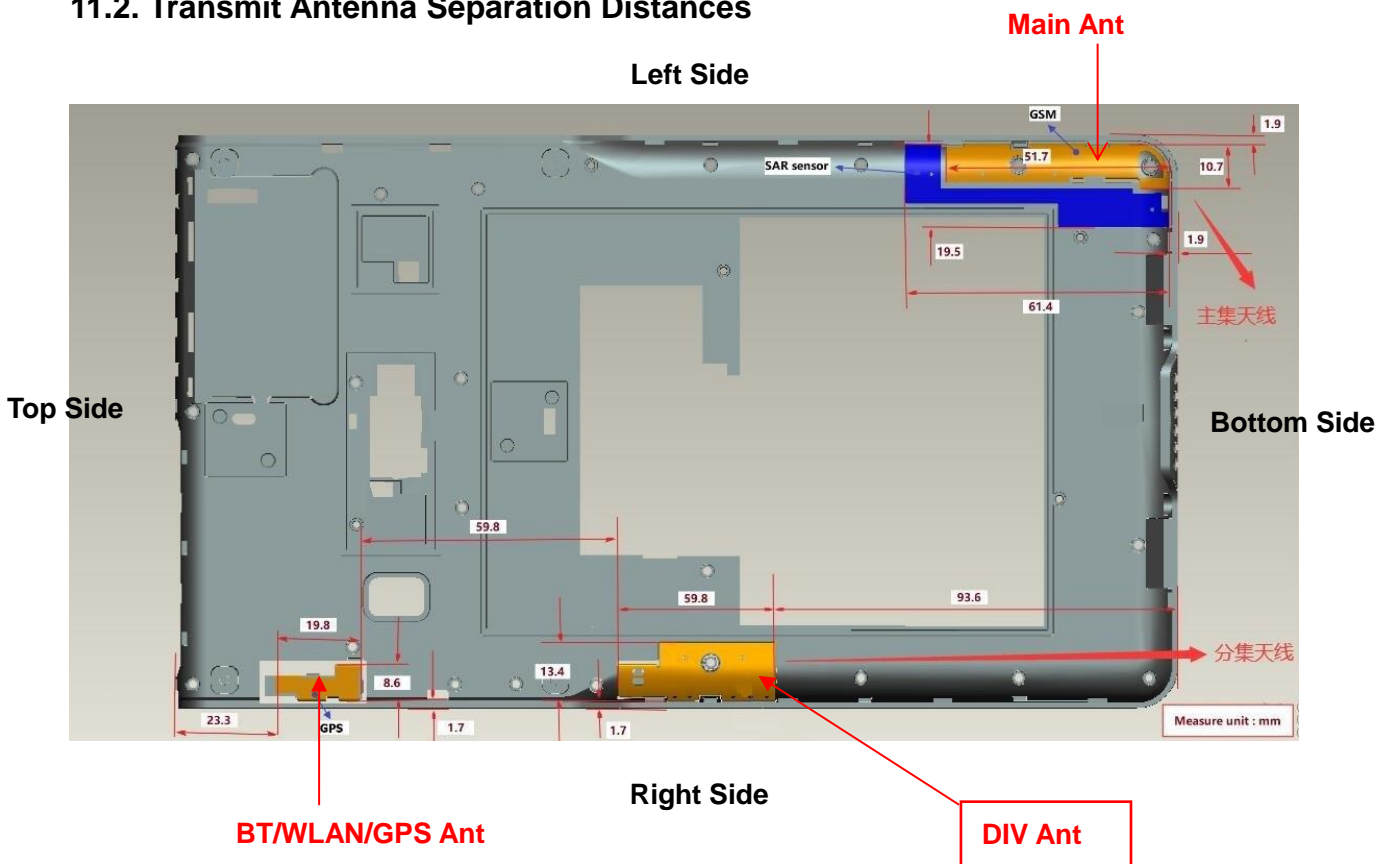 11.2. Transmit Antenna Separation Distances
Main Ant
Left Side
GSM
1.9
SAR sensor
51.7
10.7
19.5
1.9
61.4
主集天线
Top Side
Bottom Side
59.8
59.8
93.6
19.8
13.4
分集天线
8.6
23.3
GPS
1.7
1.7
Measure unit : mm
Right Side
BT/WLAN/GPS Ant
DIV Ant